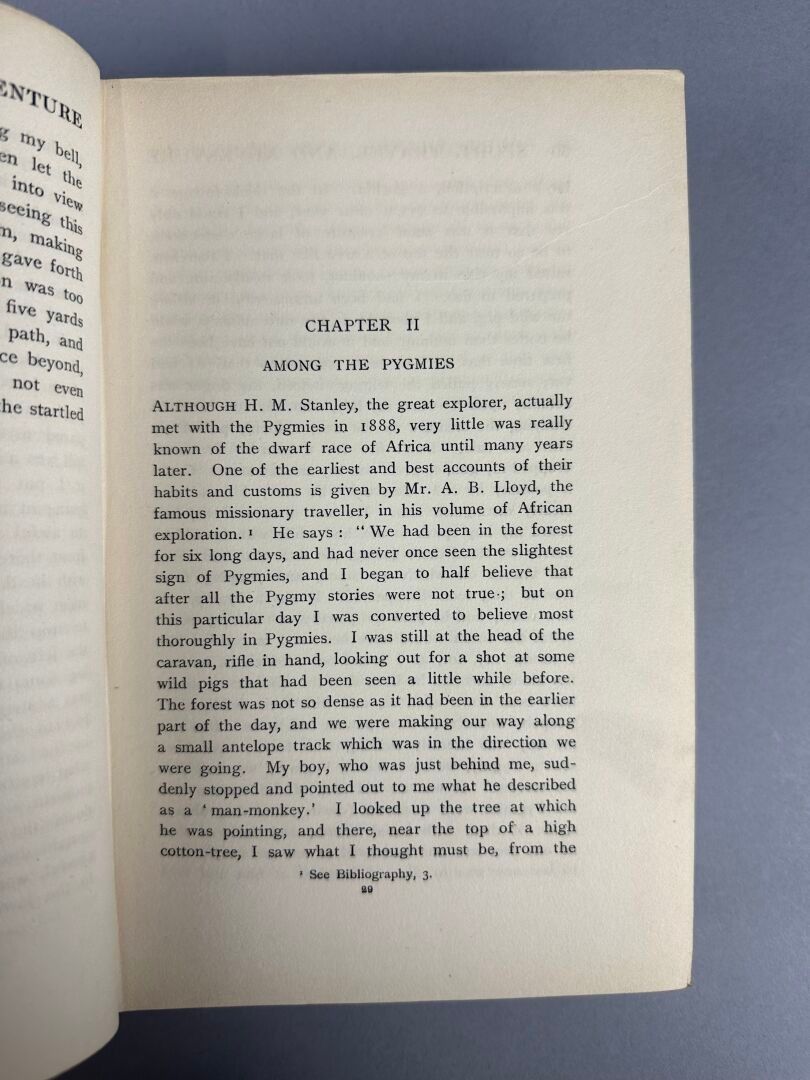 ENTURE
my bell,
en let the
into view
seeing this
making
gave forth
n was too
five yards
path, and
ce beyond,
not even
the startled
CHAPTER II
AMONG THE PYGMIES
ALTHOUGH H. M. Stanley, the great explorer, actually
met with the Pygmies in 1888, very little was really
known of the dwarf race of Africa until many years
later. One of the earliest and best accounts of their
habits and customs is given by Mr. A. B. Lloyd, the
famous missionary traveller, in his volume of African
exploration. ¹ He says : “ We had been in the forest
for six long days, and had never once seen the slightest
sign of Pygmies, and I began to half believe that
after all the Pygmy stories were not true ; but on
this particular day I was converted to believe most
thoroughly in Pygmies. I was still at the head of the
caravan, rifle in hand, looking out for a shot at some
wild pigs that had been seen a little while before.
The forest was not so dense as it had been in the earlier
part of the day, and we were making our way along
a small antelope track which was in the direction we
were going. My boy, who was just behind me, sud-
denly stopped and pointed out to me what he described
as a ‘ man-monkey.’ I looked up the tree at which
he was pointing, and there, near the top of a high
cotton-tree, I saw what I thought must be, from the
¹ See Bibliography, 3.
29